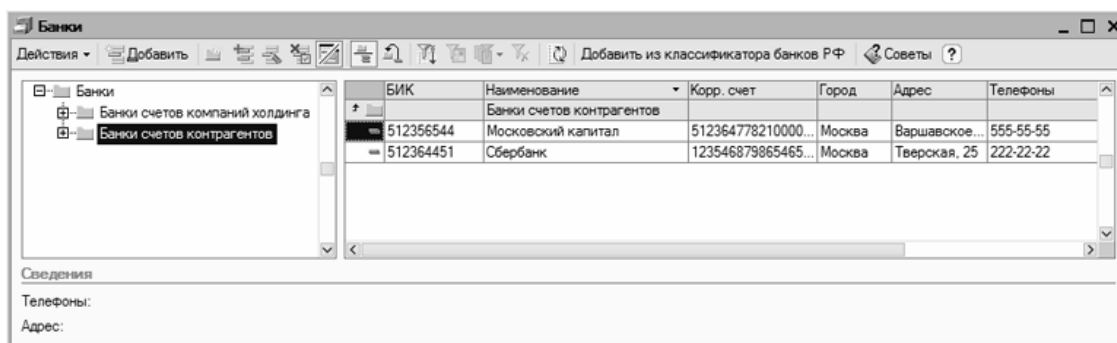 Банки
Действия Добавить Добавить из классификатора банков РФ Советы ?
Банки
Банки счетов компаний холдинга
Банки счетов контрагентов
БИК Наименование Корр. счет Город Адрес Телефоны
Банки счетов контрагентов
512356544 Московский капитал 512364778210000... Москва Варшавское... 555-55-55
512364451 Сбербанк 123546879865465... Москва Тверская, 25 222-22-22
Сведения
Телефоны:
Адрес: